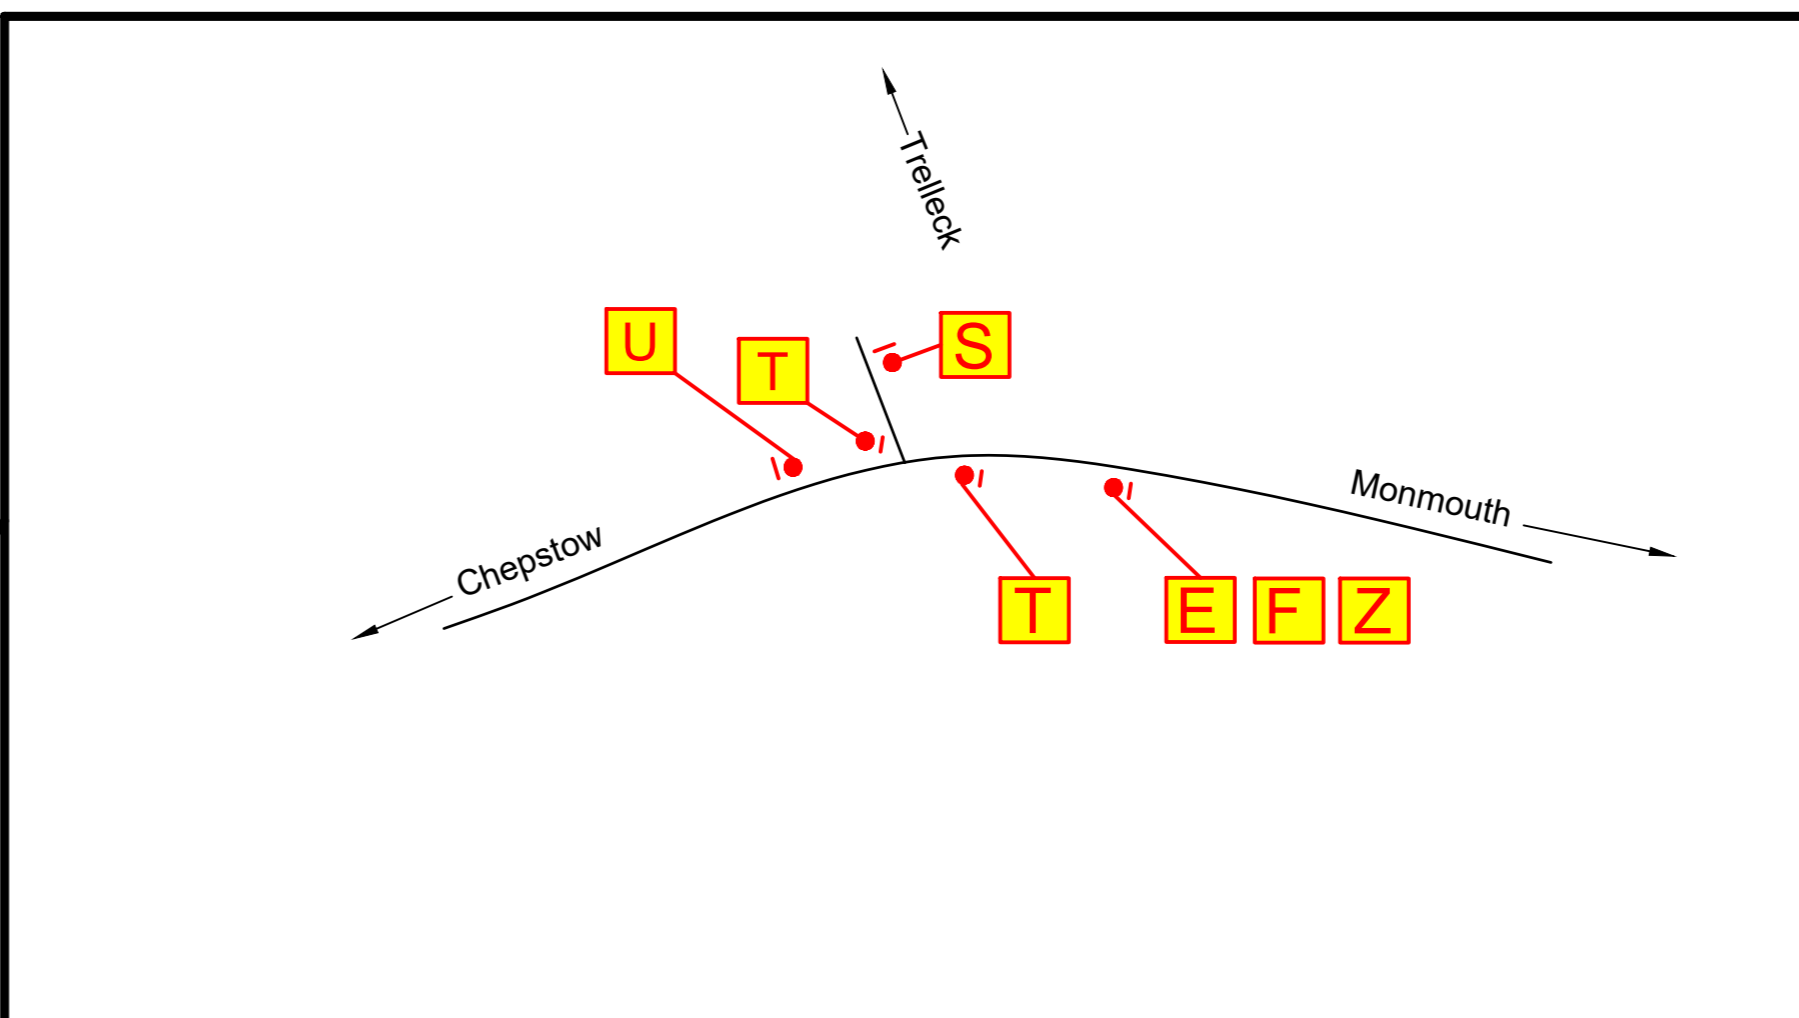 Trelleck
U
T
S
Monmouth
Chepstow
T
E F Z